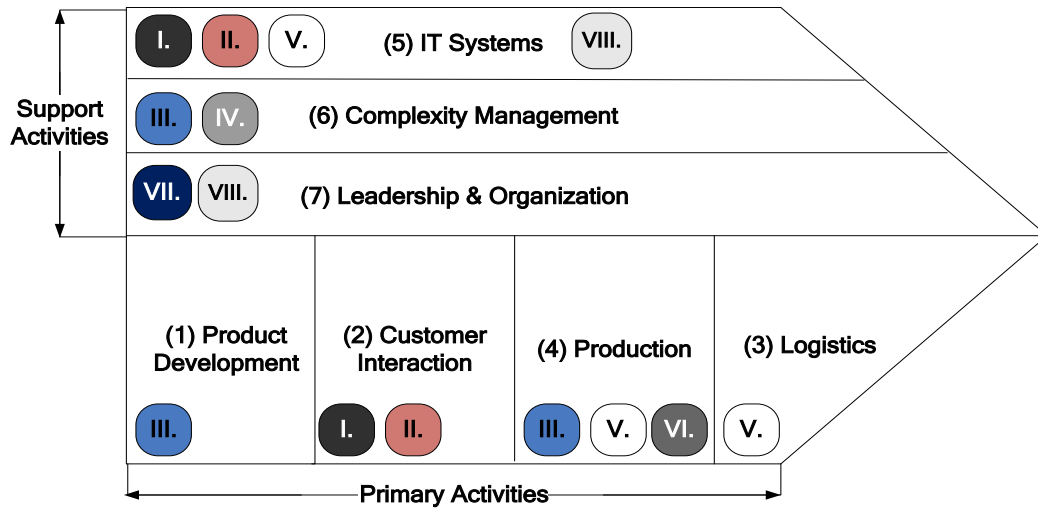 I. II. V. (5) IT Systems VIII.
Support
Activities
III. IV. (6) Complexity Management
VII. VIII. (7) Leadership & Organization
(1) Product
Development
(2) Customer
Interaction
(4) Production
(3) Logistics
III. I. II. III. V. VI. V.
Primary Activities